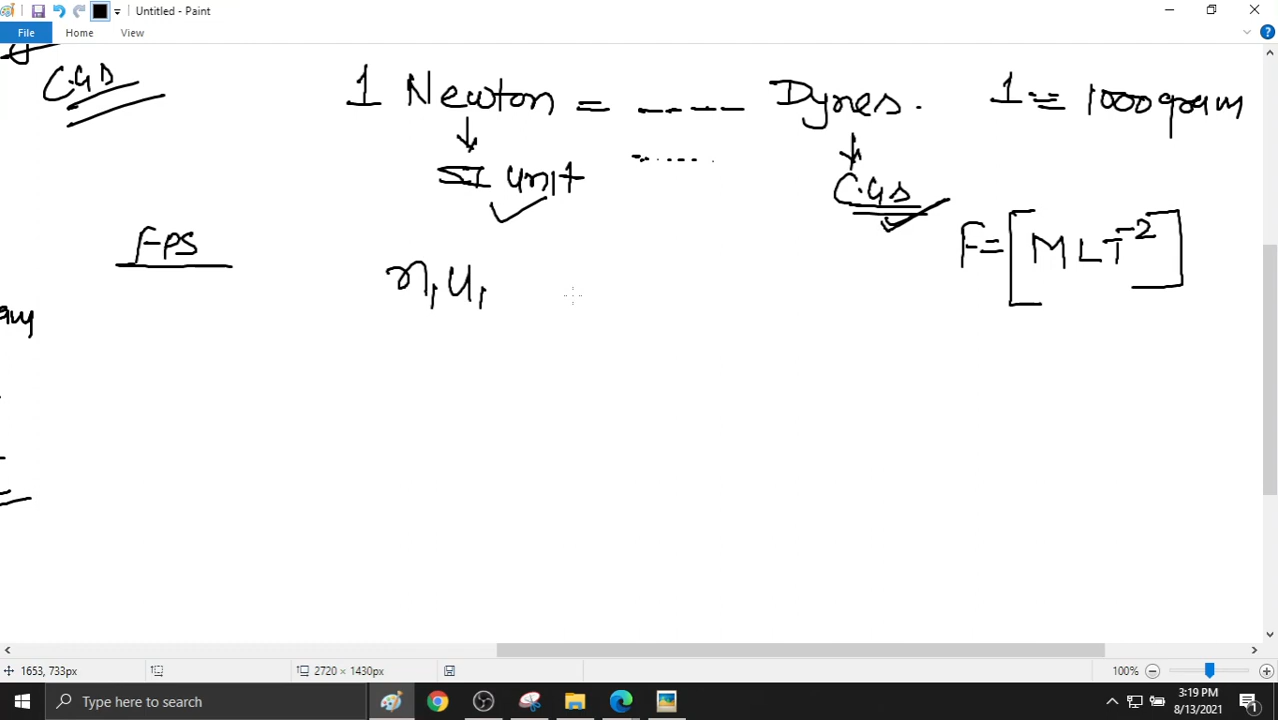 Untitled - Paint
File Home View
C.G.S
1 Newton = ---- Dynes. 1 = 1000 gram
SI unit
C.G.S
FPS
F = [MLT⁻²]
n₁u₁
1653, 733px
2720 × 1430px
100%
Type here to search
3:19 PM
8/13/2021